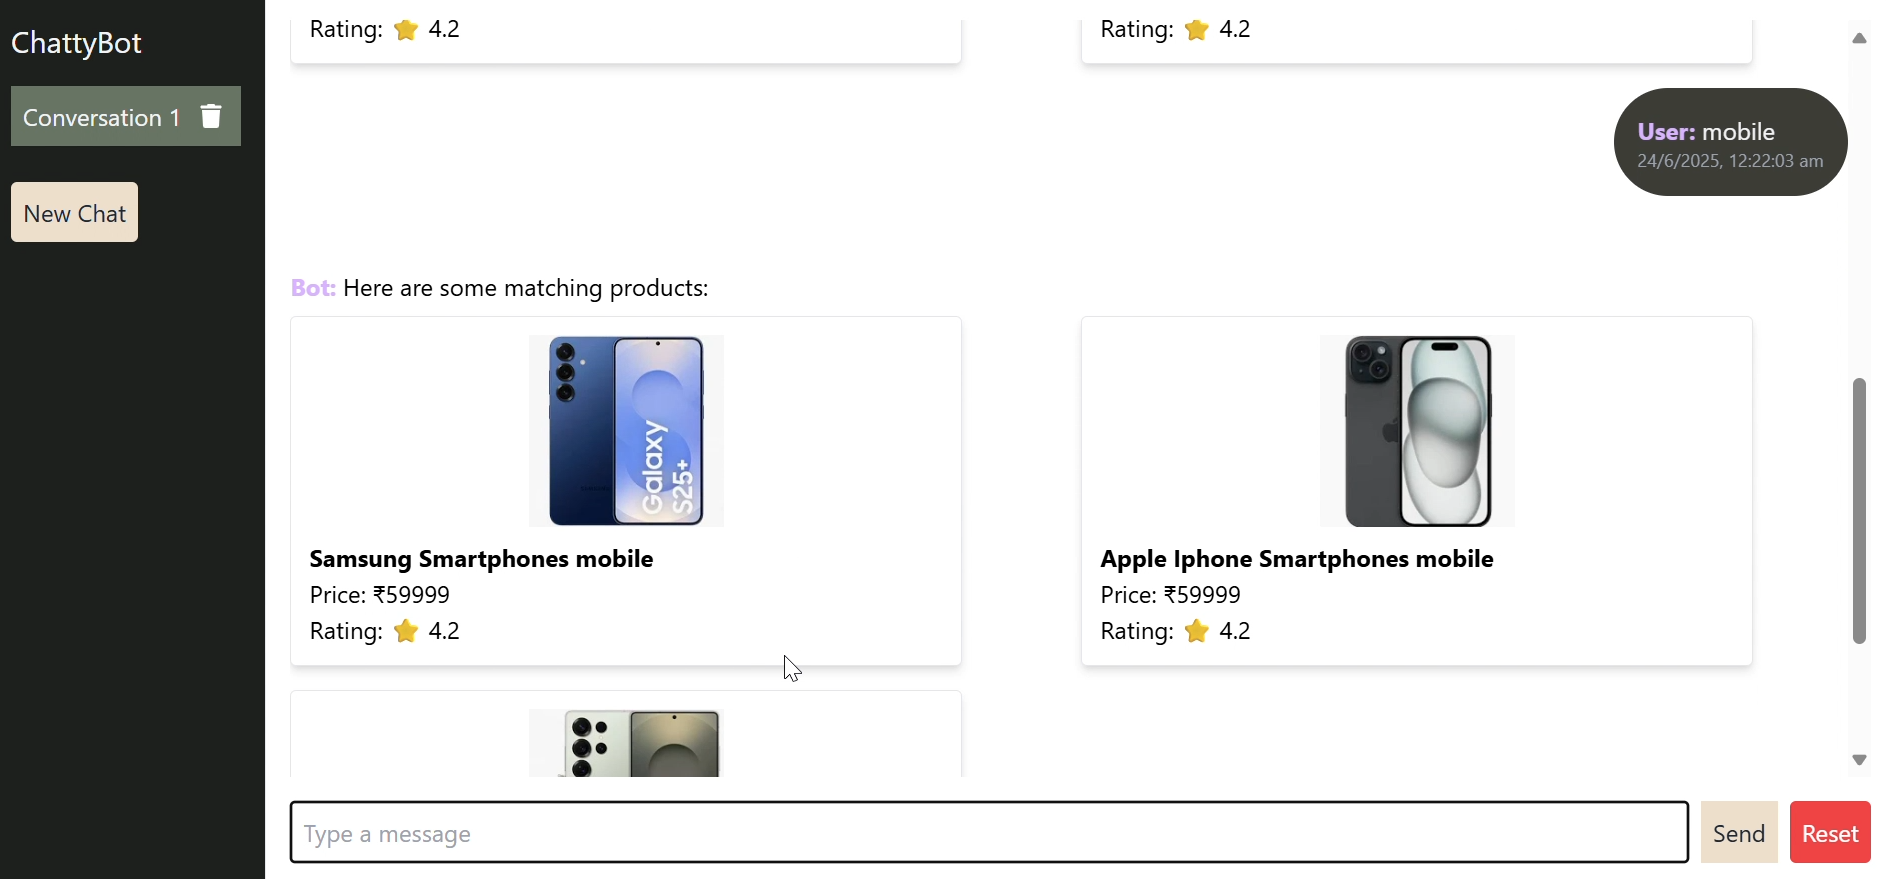 ChattyBot
Conversation 1
New Chat
Rating: ⭐ 4.2
Rating: ⭐ 4.2
User: mobile
24/6/2025, 12:22:03 am
Bot: Here are some matching products:
Galaxy
S25+
Samsung Smartphones mobile
Price: ₹59999
Rating: ⭐ 4.2
Apple Iphone Smartphones mobile
Price: ₹59999
Rating: ⭐ 4.2
Type a message
Send
Reset